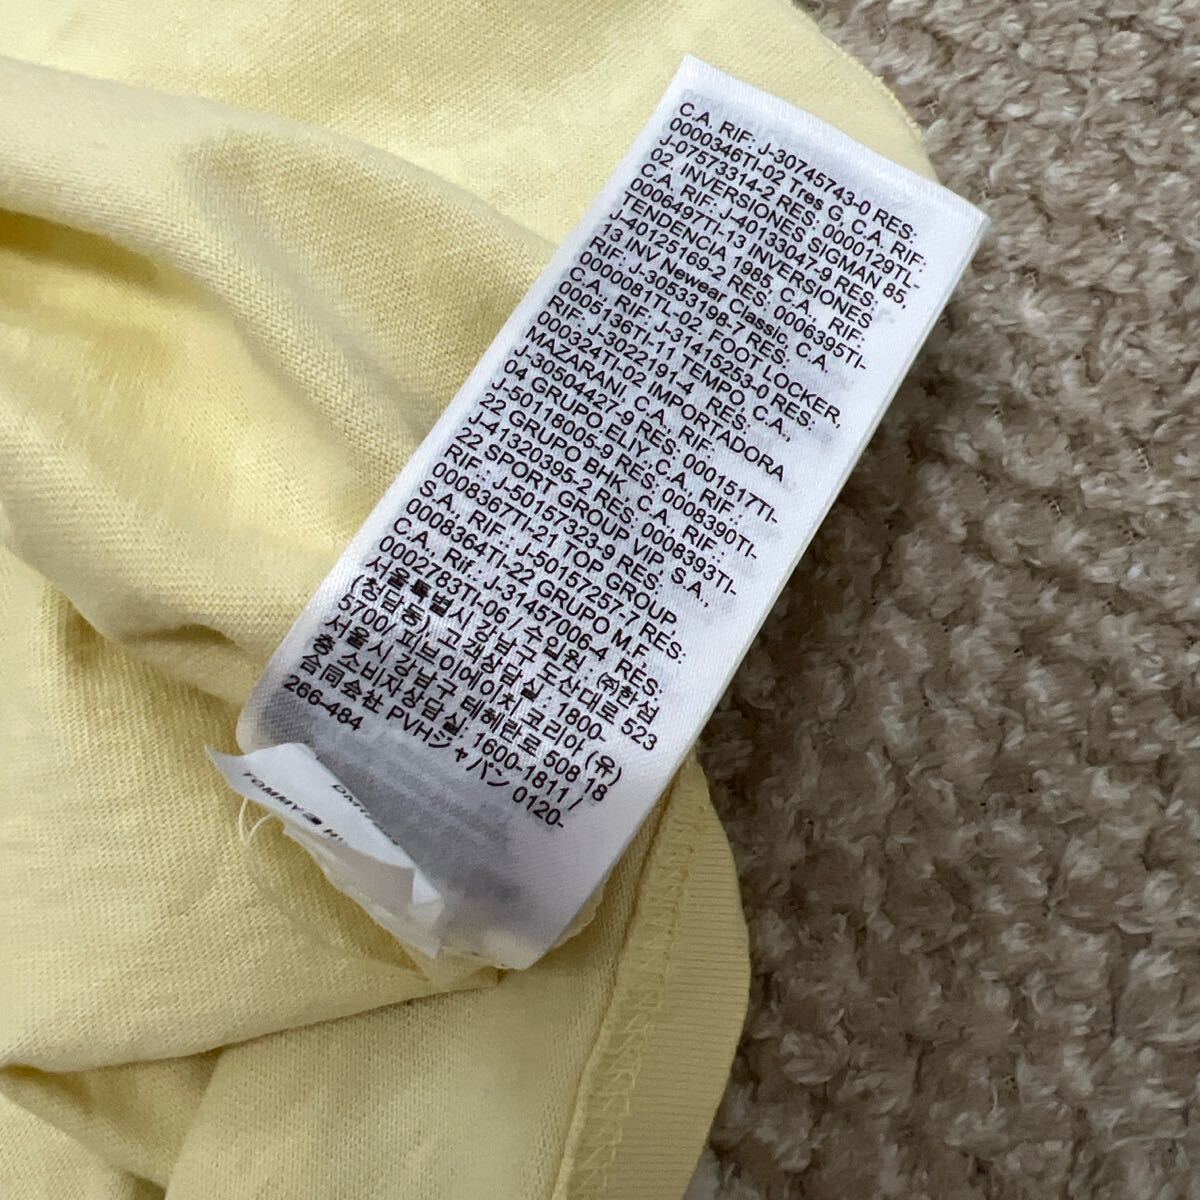 C.A, RIF: J-30745743-0 RES:
0000346TI-02 Tres G, C.A, RIF:
J-07573314-2 RES: 0000129TL-
02, INVERSIONES SIGMAN 85,
C.A, RIF: J-40133047-9 RES:
0006497TI-13 INVERSIONES
TENDENCIA 1985, C.A., RIF:
J-40125169-2 RES: 0006395TI-
13 INV Newwear Classic, C.A
RIF: J-30533198-7 RES:
0000081TL-02, FOOT LOCKER,
C.A., RIF: J-31415253-0 RES:
0005136TI-11 TEMPO, C.A.,
RIF: J-3022191-4 RES:
000324TI-02 IMPORTADORA
MAZARANI, C.A, RIF:
J-30504427-9 RES: 0001517TI-
04 GRUPO ELIY, C.A., RIF:
J-50118005-9 RES: 0008390TI-
22 GRUPO BHK, C.A., RIF:
J-41320395-2 RES: 0008393TI-
22 SPORT GROUP VIP, S.A.,
RIF: J-50157323-9 RES:
0008367TI-21 TOP GROUP,
S.A., RIF: J-50157257-7 RES:
0008364TI-22 GRUPO M.F.
C.A., Rif.: J-31457006-4, RES:
0002783TI-06 / 수입원 : ㈜한섬
서울특별시 강남구 도산대로 523
(청담동) 고객상담실 : 1800-
5700/ 피브이에이치코리아 (유)
서울시 강남구 테헤란로 508 18
층 소비자상담실: 1600-1811 /
合同会社 PVHジャパン 0120-
266-484
TOMMY